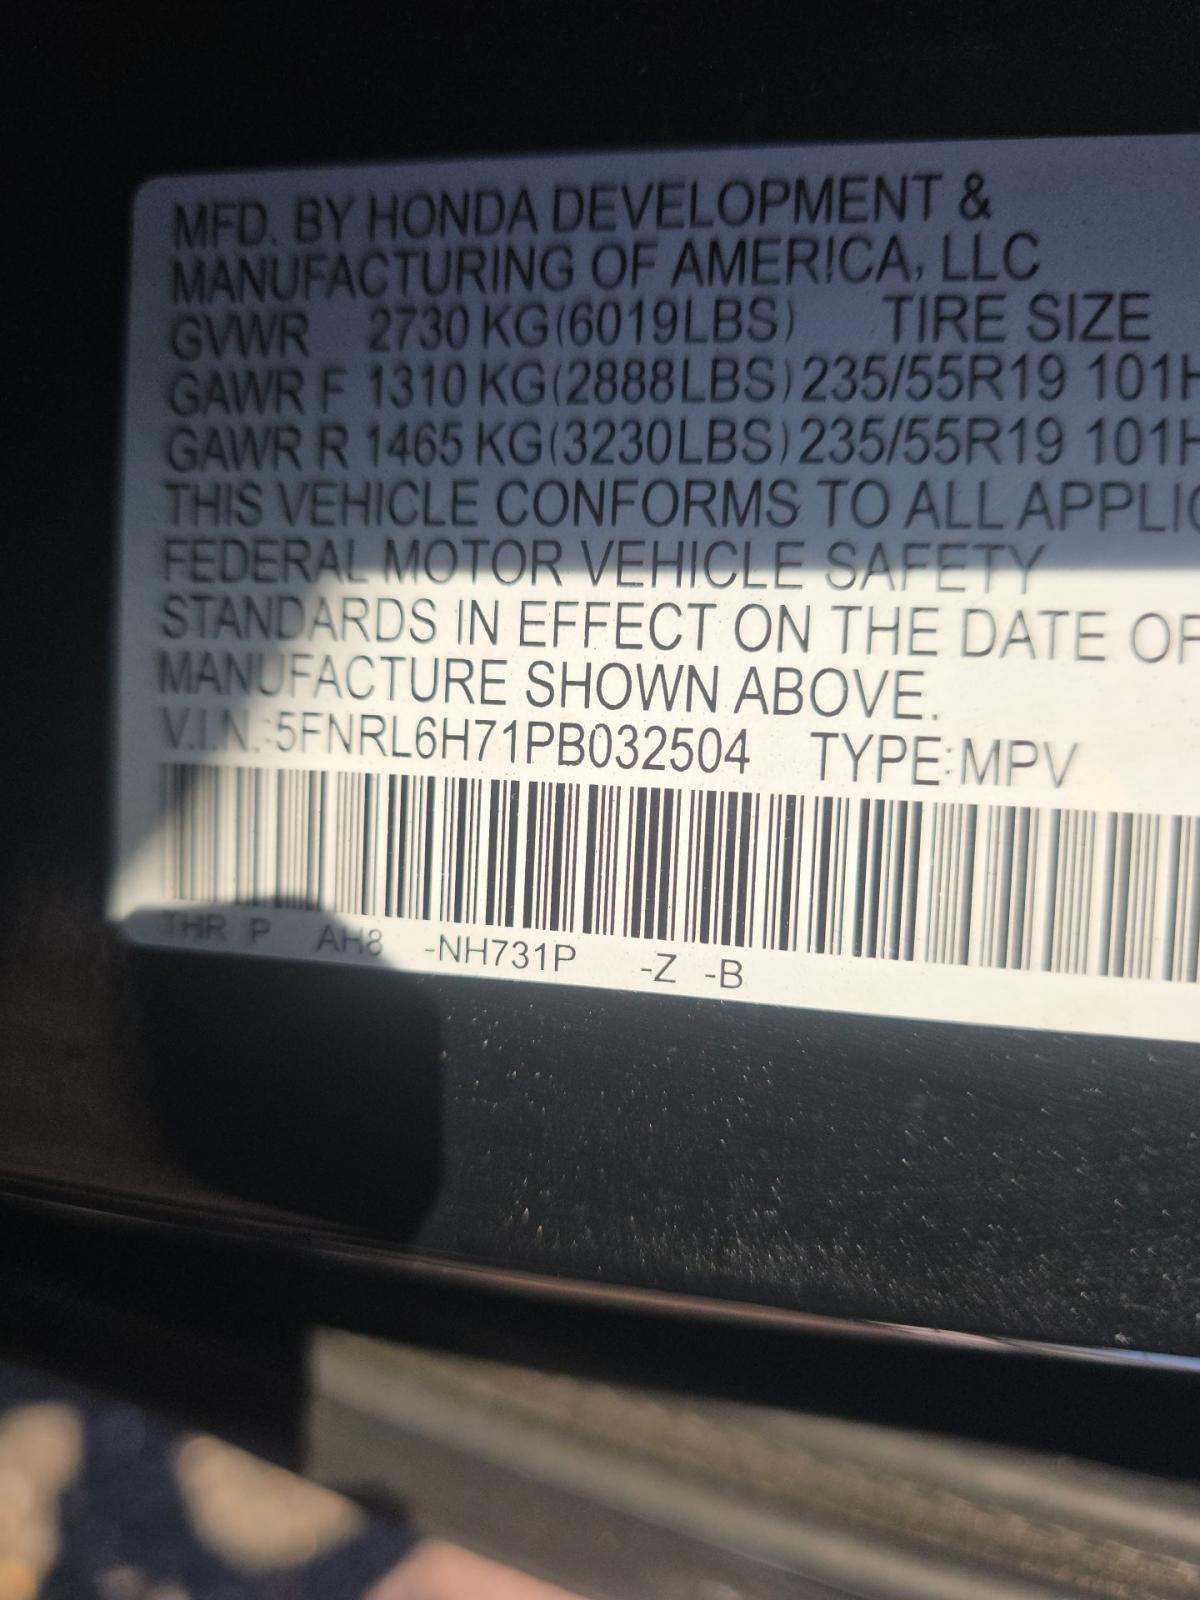 MFD. BY HONDA DEVELOPMENT &
MANUFACTURING OF AMERICA, LLC
GVWR 2730 KG(6019LBS) TIRE SIZE
GAWR F 1310 KG(2888LBS) 235/55R19 101H
GAWR R 1465 KG(3230LBS) 235/55R19 101H
THIS VEHICLE CONFORMS TO ALL APPLIC
FEDERAL MOTOR VEHICLE SAFETY
STANDARDS IN EFFECT ON THE DATE OF
MANUFACTURE SHOWN ABOVE.
V.I.N.:5FNRL6H71PB032504 TYPE:MPV
THR P AH8 -NH731P -Z -B